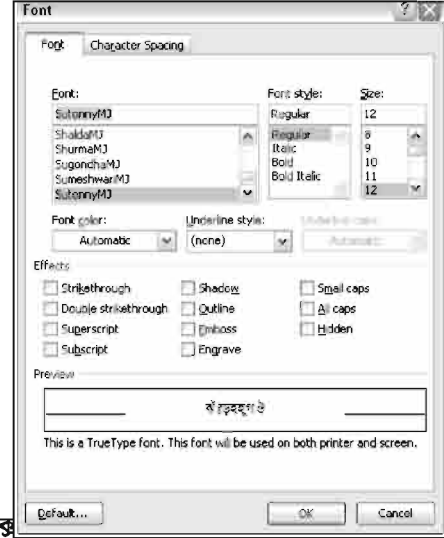 Font
Font Character Spacing
Font: Font style: Size:
SutonnyMJ Regular 12
ShaldaMJ Regular 8
ShurmaMJ Italic 9
SugondhaMJ Bold 10
SumeshwariMJ Bold Italic 11
SutonnyMJ 12
Font color: Underline style: Underline color:
Automatic (none) Automatic
Effects
Strikethrough Shadow Small caps
Double strikethrough Outline All caps
Superscript Emboss Hidden
Subscript Engrave
Preview
This is a TrueType font. This font will be used on both printer and screen.
Default... OK Cancel